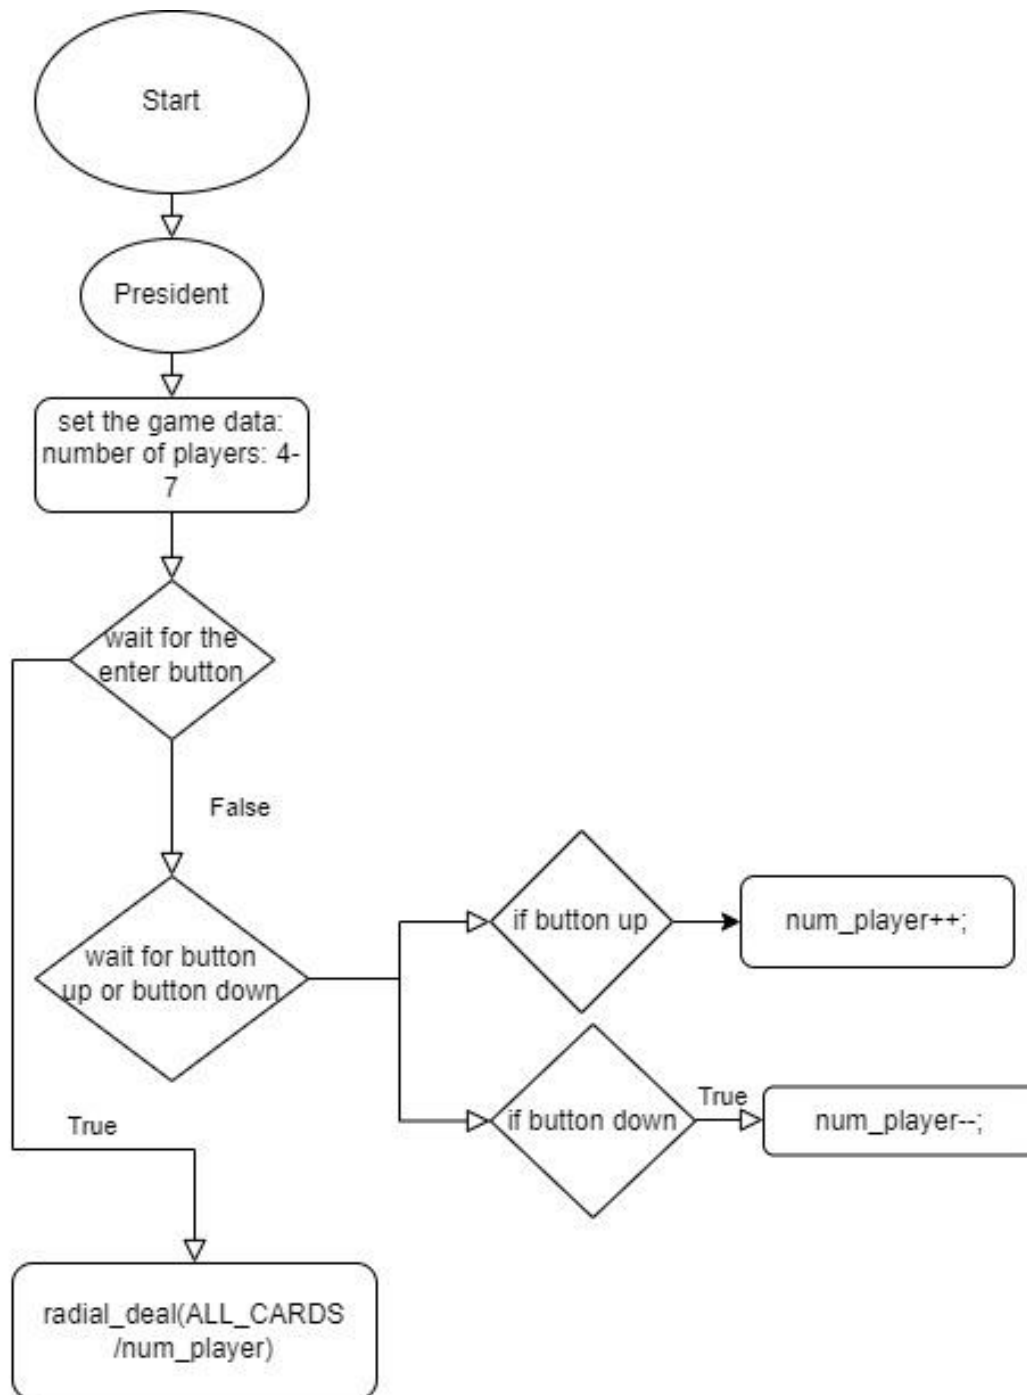 Start
President
set the game data:
number of players: 4-
7
wait for the
enter button
False
wait for button
up or button down
if button up
num_player++;
if button down
True
num_player--;
True
radial_deal(ALL_CARDS
/num_player)